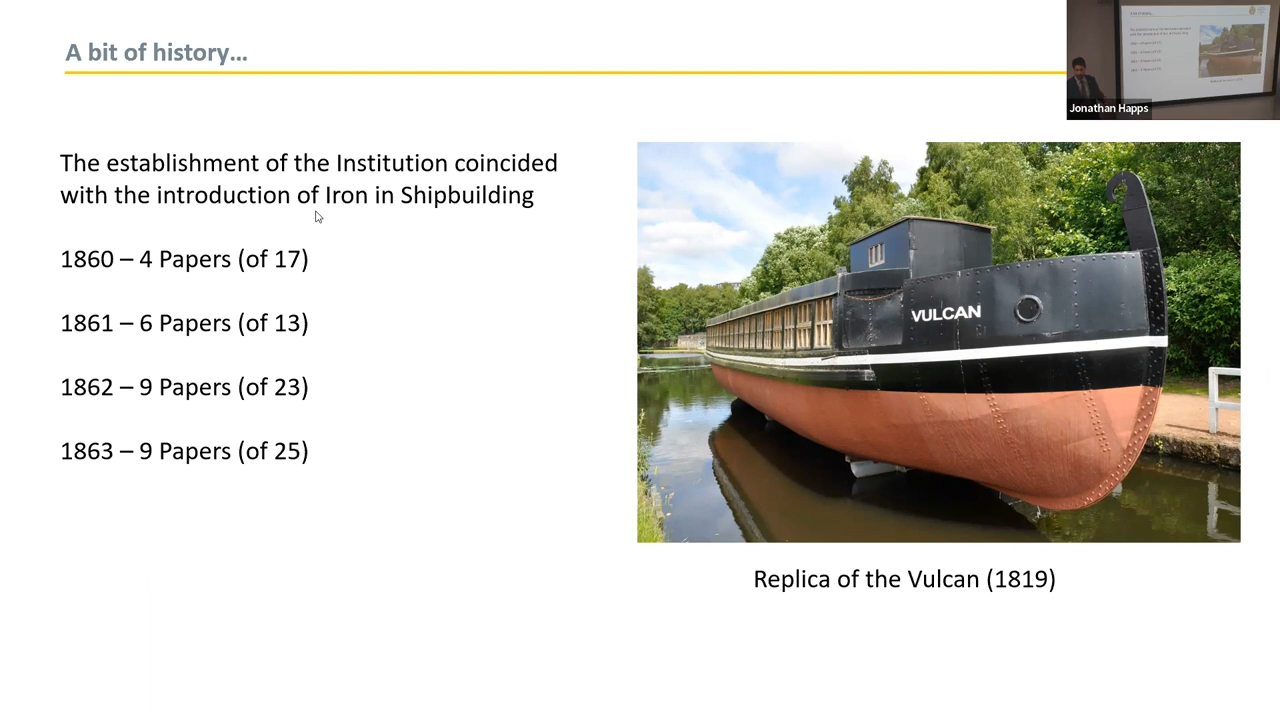 A bit of history...
Jonathan Happs
The establishment of the Institution coincided
with the introduction of Iron in Shipbuilding
1860 – 4 Papers (of 17)
1861 – 6 Papers (of 13)
1862 – 9 Papers (of 23)
1863 – 9 Papers (of 25)
VULCAN
Replica of the Vulcan (1819)